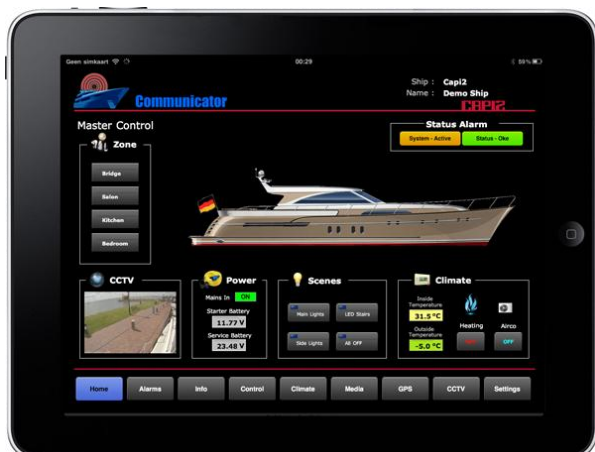 Geen simkaart
00:29
56%
Communicator
Ship : Capi2
Name : Demo Ship
CAPI2
Master Control
Status Alarm
System - Active
Status - Oke
Zone
Bridge
Salon
Kitchen
Bedroom
CCTV
Power
Mains In ON
Starter Battery
11.77 V
Service Battery
23.48 V
Scenes
Main Lights
LED Stairs
Side Lights
All OFF
Climate
Inside Temperature
31.5 °C
Outside Temperature
-5.0 °C
Heating
Airco
OFF
Home
Alarms
Info
Control
Climate
Media
GPS
CCTV
Settings